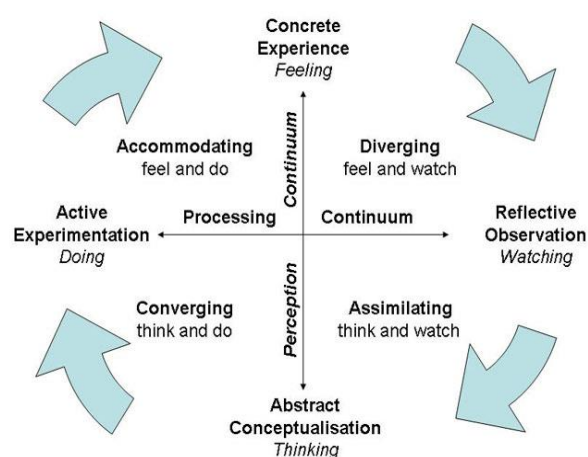 Concrete
Experience
Feeling
Accommodating
feel and do
Continuum
Diverging
feel and watch
Active
Experimentation
Doing
Processing
Continuum
Reflective
Observation
Watching
Converging
think and do
Perception
Assimilating
think and watch
Abstract
Conceptualisation
Thinking